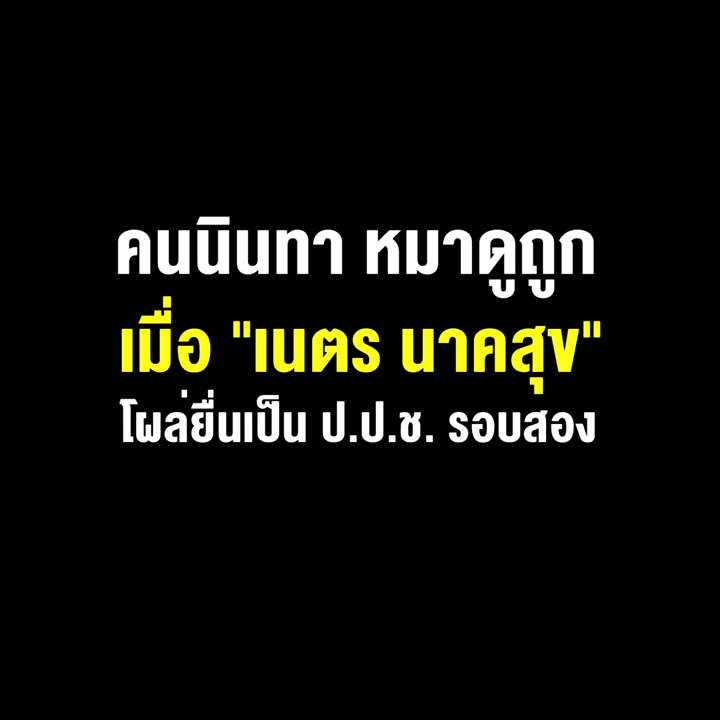 คนนินทา หมาดูถูก
เมื่อ "เนตร นาคสุข"
โผล่ยื่นเป็น ป.ป.ช. รอบสอง